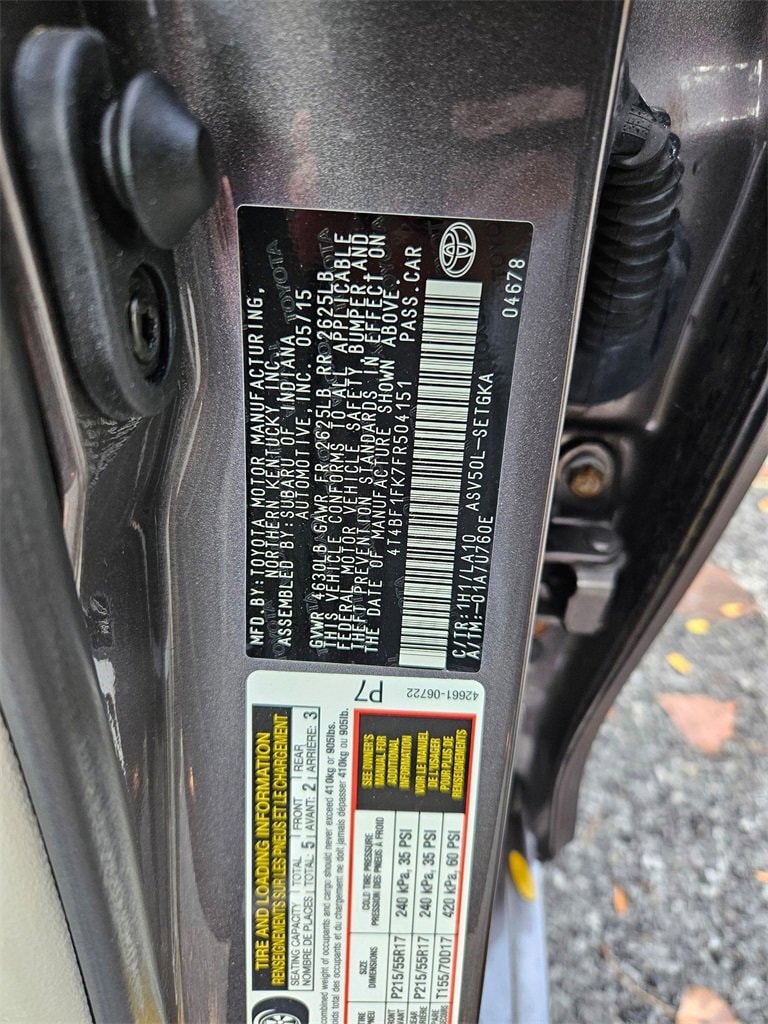 MFD.BY:TOYOTA MOTOR MANUFACTURING,
NORTHERN KENTUCKY, INC.
ASSEMBLED BY:SUBARU OF INDIANA
AUTOMOTIVE, INC. 05/15
GVWR 4630LB GAWR FR 2625LB RR 2625LB
THIS VEHICLE CONFORMS TO ALL APPLICABLE
FEDERAL MOTOR VEHICLE SAFETY, BUMPER AND
THEFT PREVENTION STANDARDS IN EFFECT ON
THE DATE OF MANUFACTURE SHOWN ABOVE.
4T4BF1FK7FR504151 PASS.CAR
C/TR:1H1/LA10 ASV50L-SETGKA
A/TM:-01A/U760E
04678
TIRE AND LOADING INFORMATION
RENSEIGNEMENTS SUR LES PNEUS ET LE CHARGEMENT
P7
42661-06722
SEATING CAPACITY TOTAL FRONT REAR
NOMBRE DE PLACES TOTAL: 5 AVANT: 2 ARRIÈRE: 3
combined weight of occupants and cargo should never exceed 410kg or 905lbs.
total des occupants et du chargement ne doit jamais dépasser 410kg ou 905lb.
SIZE
DIMENSIONS
COLD TIRE PRESSURE
PRESSION DES PNEUS À FROID
P215/55R17 240 kPa, 35 PSI
P215/55R17 240 kPa, 35 PSI
T155/70D17 420 kPa, 60 PSI
SEE OWNER'S
MANUAL FOR
ADDITIONAL
INFORMATION
VOIR LE MANUEL
DE L'USAGER
POUR PLUS DE
RENSEIGNEMENTS